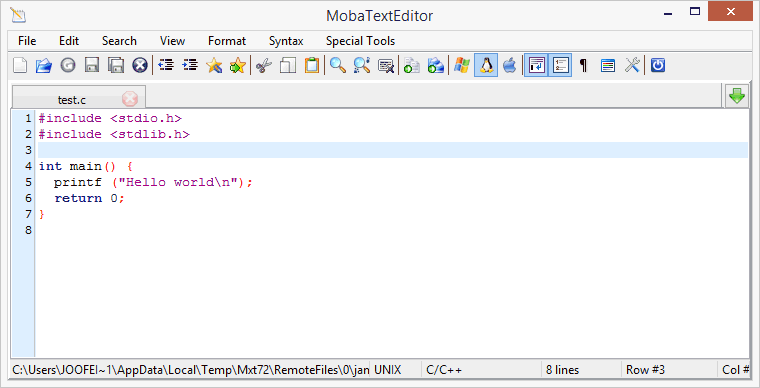 MobaTextEditor
File Edit Search View Format Syntax Special Tools
test.c
1 #include <stdio.h>
2 #include <stdlib.h>
3
4 int main() {
5   printf ("Hello world\n");
6   return 0;
7 }
8
C:\Users\JOOFEI~1\AppData\Local\Temp\Mxt72\RemoteFiles\0\jan UNIX C/C++ 8 lines Row #3 Col #